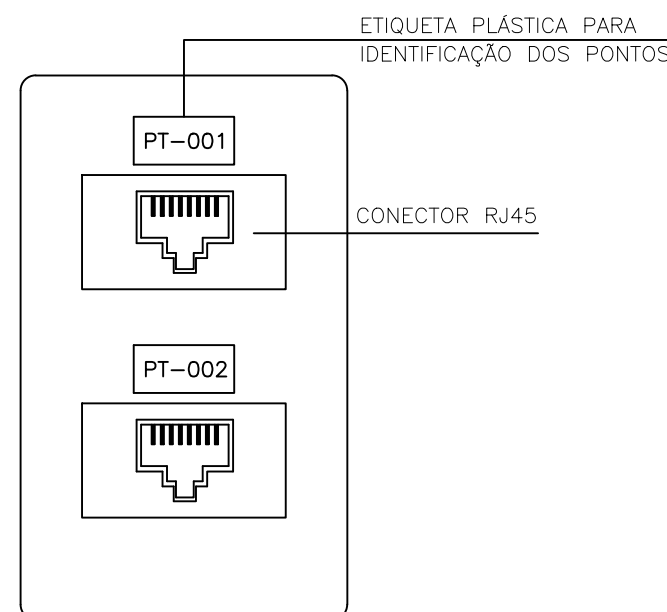 ETIQUETA PLÁSTICA PARA
IDENTIFICAÇÃO DOS PONTOS
PT-001
CONECTOR RJ45
PT-002